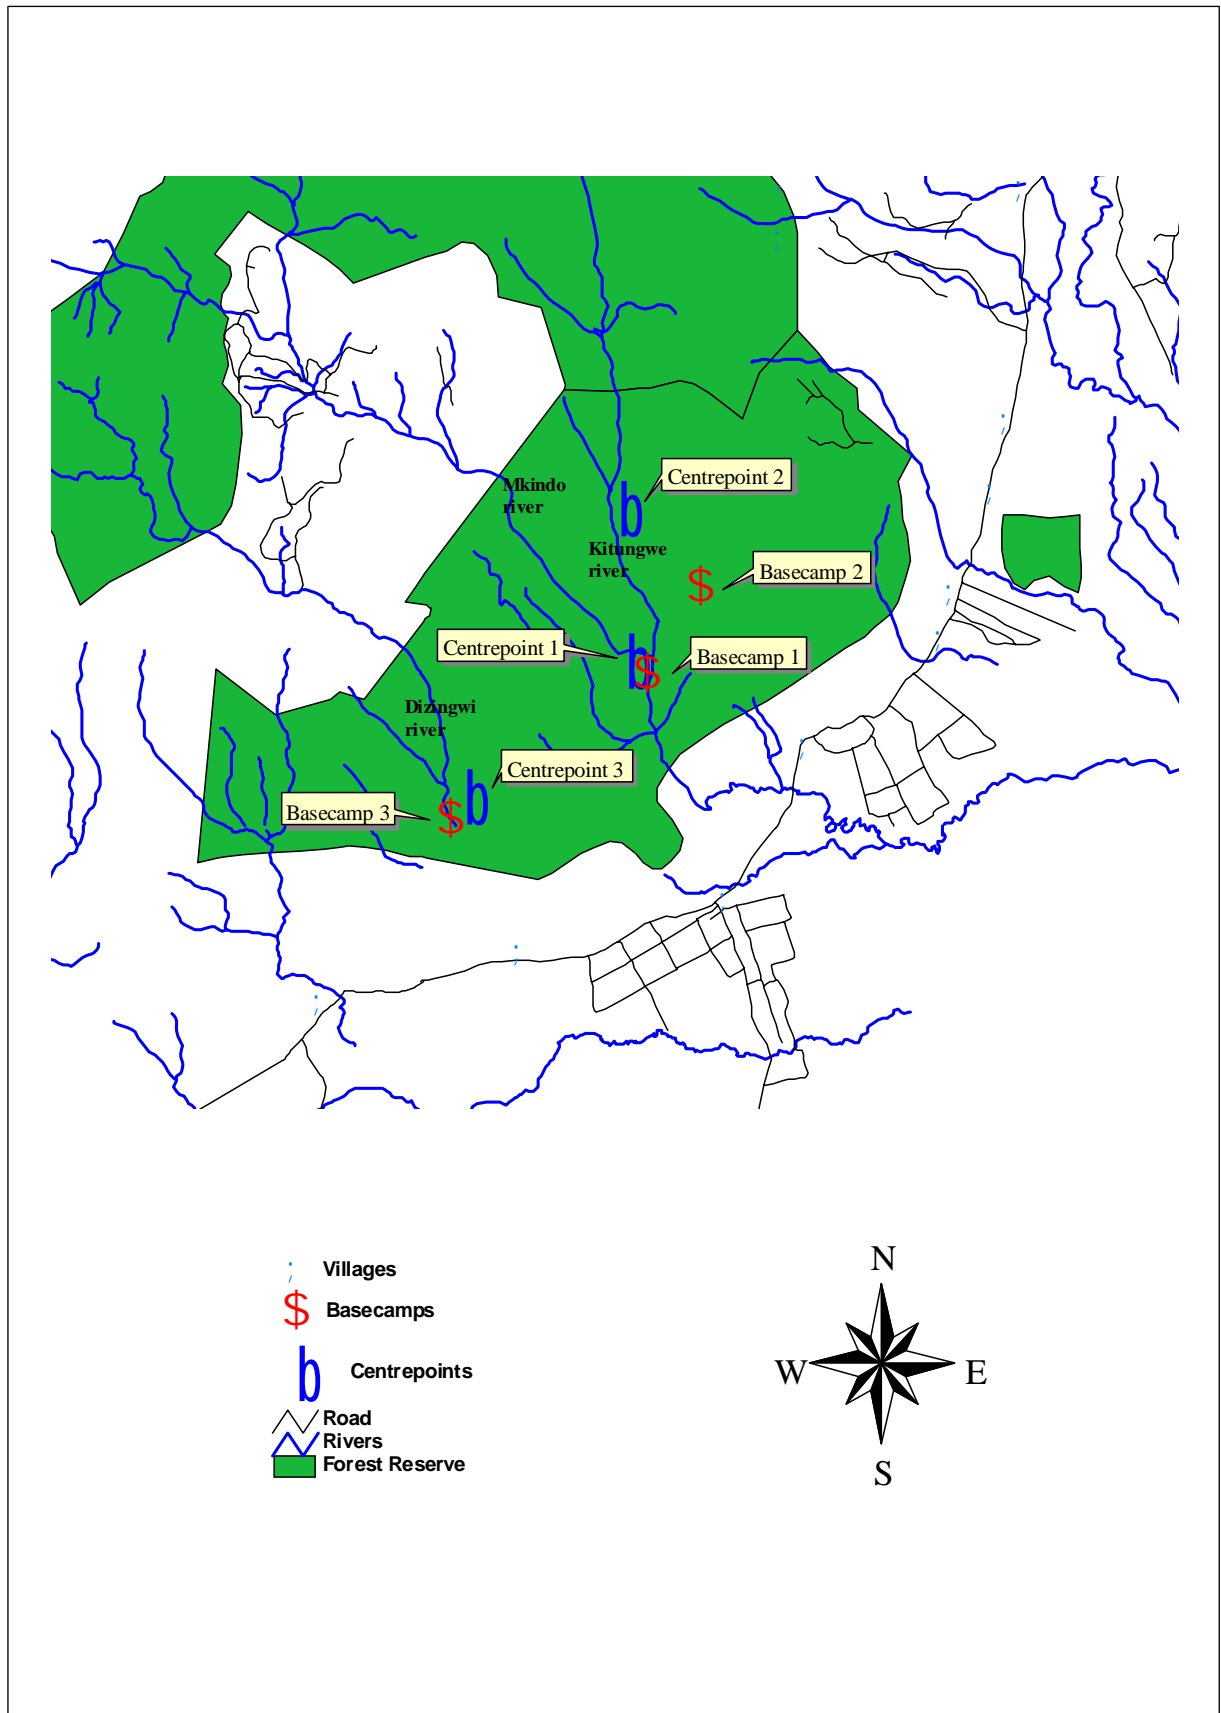 Mkindo
river
Centrepoint 2
b
Kitungwe
river
Basecamp 2
$
Centrepoint 1
Basecamp 1
b
$
Dizingwi
river
Centrepoint 3
b
Basecamp 3
$
Villages
$ Basecamps
b Centrepoints
Road
Rivers
Forest Reserve
N
W E
S